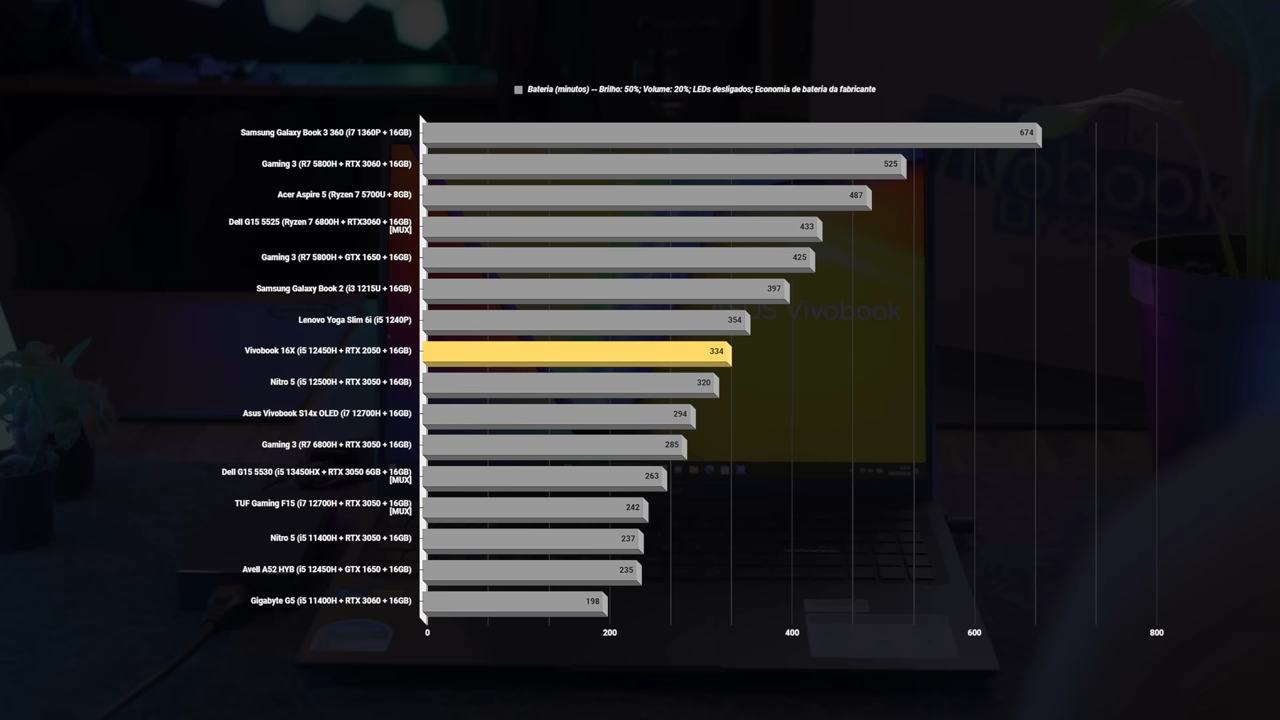 Bateria (minutos) -- Brilho: 50%; Volume: 20%; LEDs desligados; Economia de bateria da fabricante
Samsung Galaxy Book 3 360 (i7 1360P + 16GB)
674
Gaming 3 (R7 5800H + RTX 3060 + 16GB)
525
Acer Aspire 5 (Ryzen 7 5700U + 8GB)
487
Dell G15 5525 (Ryzen 7 6800H + RTX3060 + 16GB)
[MUX]
433
Gaming 3 (R7 5800H + GTX 1650 + 16GB)
425
Samsung Galaxy Book 2 (i3 1215U + 16GB)
397
Lenovo Yoga Slim 6i (i5 1240P)
354
Vivobook 16X (i5 12450H + RTX 2050 + 16GB)
334
Nitro 5 (i5 12500H + RTX 3050 + 16GB)
320
Asus Vivobook S14x OLED (i7 12700H + 16GB)
294
Gaming 3 (R7 6800H + RTX 3050 + 16GB)
285
Dell G15 5530 (i5 13450HX + RTX 3050 6GB + 16GB)
[MUX]
263
TUF Gaming F15 (i7 12700H + RTX 3050 + 16GB)
[MUX]
242
Nitro 5 (i5 11400H + RTX 3050 + 16GB)
237
Avell A52 HYB (i5 12450H + GTX 1650 + 16GB)
235
Gigabyte G5 (i5 11400H + RTX 3060 + 16GB)
198
0 200 400 600 800
Vivobook